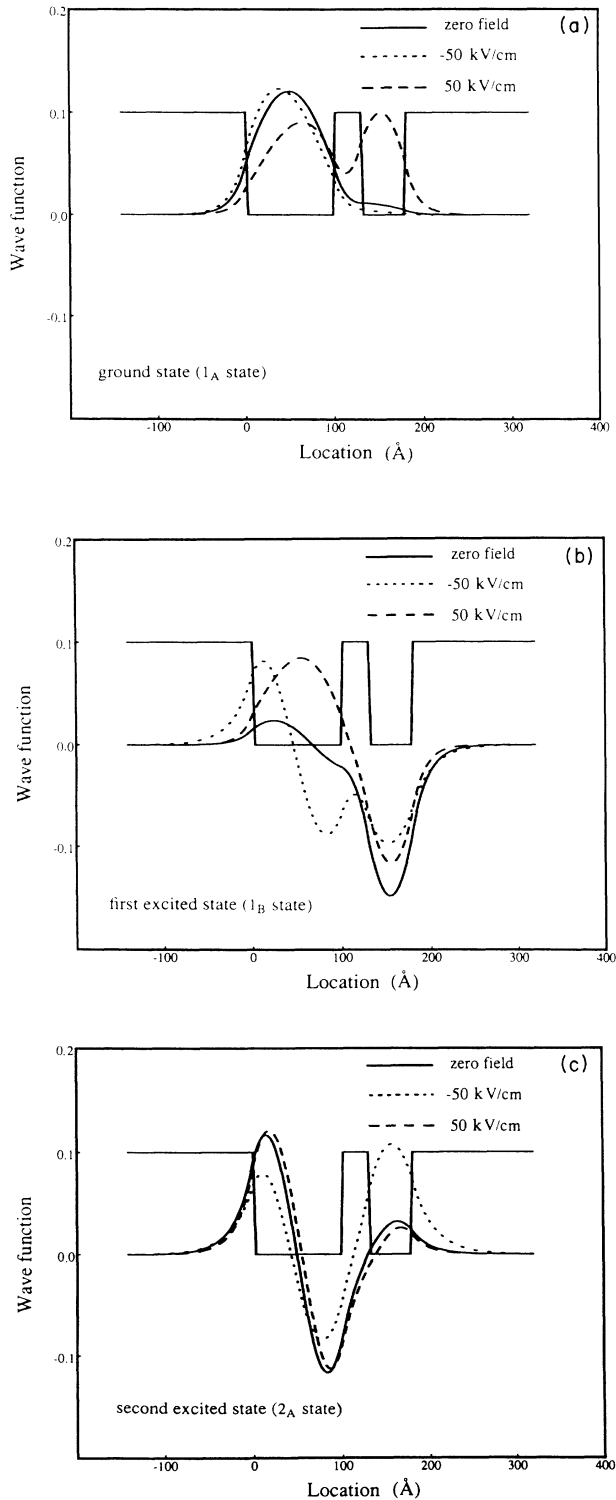 (a)
zero field
-50 kV/cm
50 kV/cm
0.2
0.1
0.0
-0.1
Wave function
ground state (1A state)
-100 0 100 200 300 400
Location (Å)
(b)
zero field
-50 kV/cm
50 kV/cm
0.2
0.1
0.0
-0.1
Wave function
first excited state (1B state)
-100 0 100 200 300 400
Location (Å)
(c)
zero field
-50 kV/cm
50 kV/cm
0.2
0.1
0.0
-0.1
Wave function
second excited state (2A state)
-100 0 100 200 300 400
Location (Å)